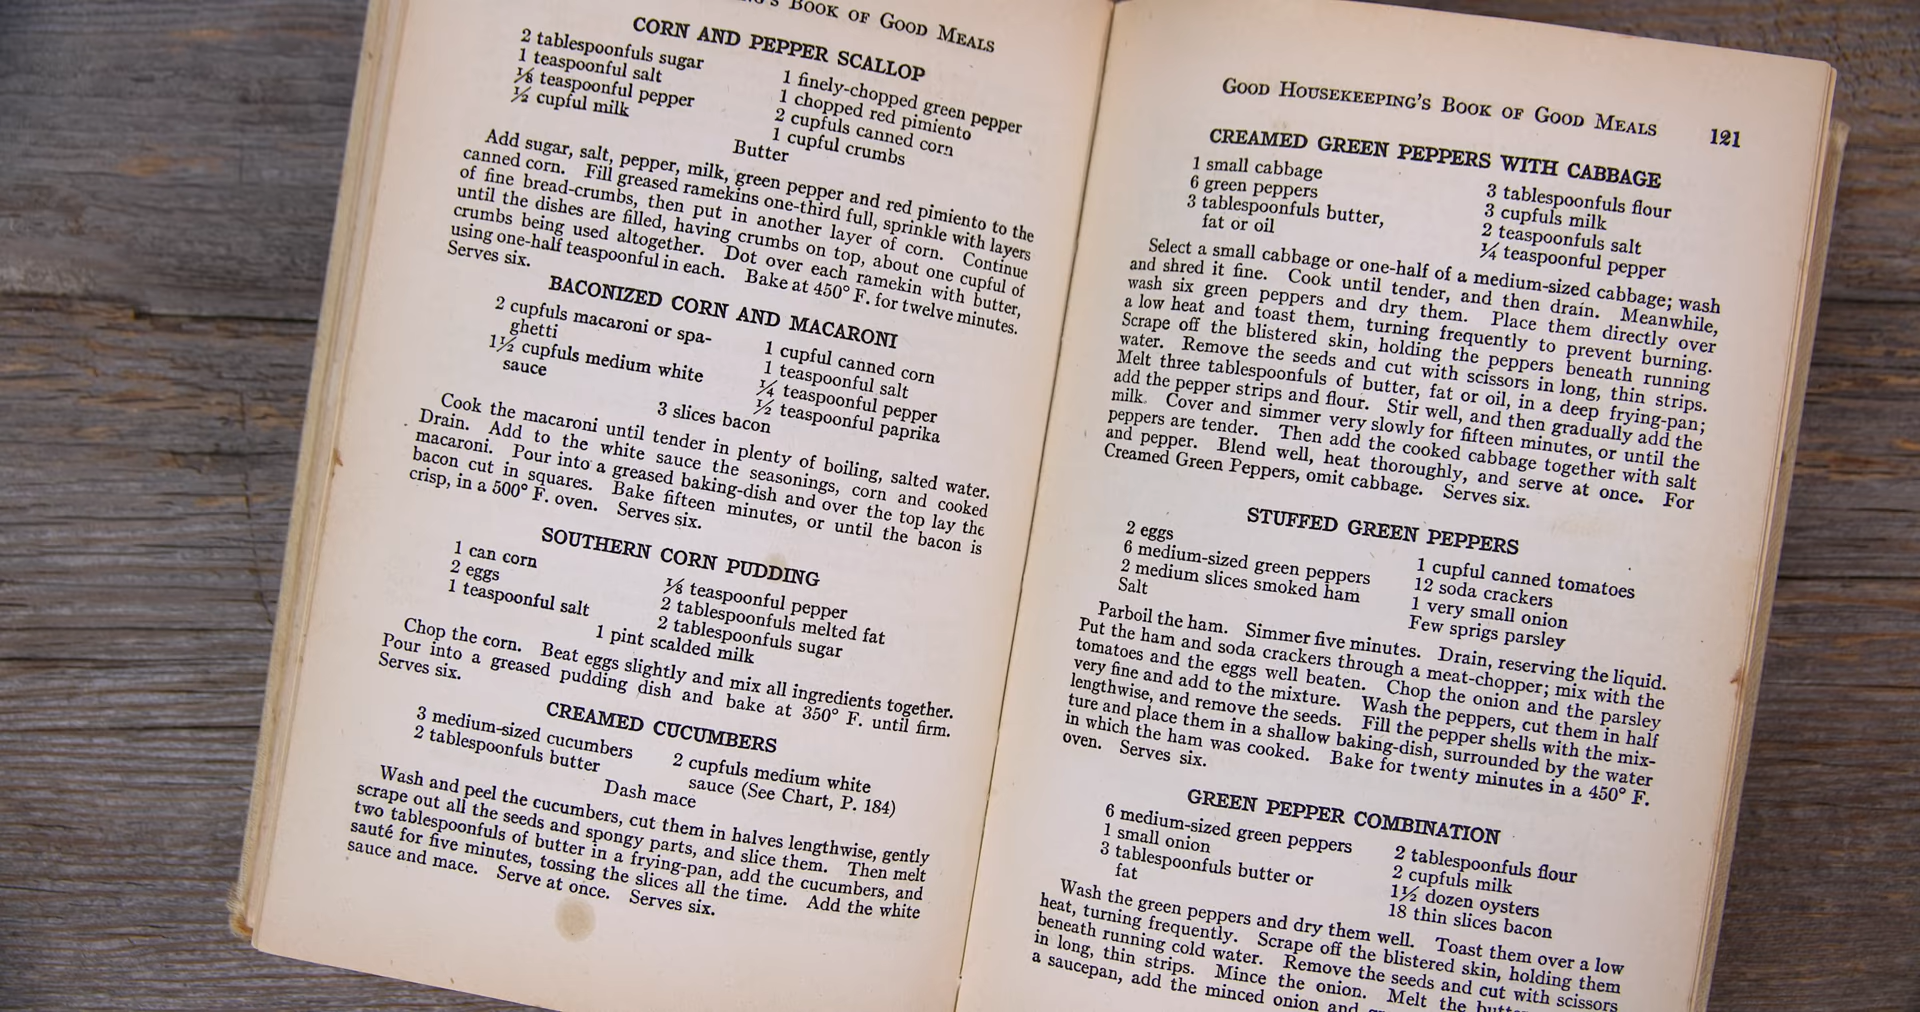 Book of Good Meals
CORN AND PEPPER SCALLOP
2 tablespoonfuls sugar
1 teaspoonful salt
⅛ teaspoonful pepper
½ cupful milk
1 finely-chopped green pepper
1 chopped red pimiento
2 cupfuls canned corn
1 cupful crumbs
Butter
Add sugar, salt, pepper, milk, green pepper and red pimiento to the
canned corn. Fill greased ramekins one-third full, sprinkle with layers
of fine bread-crumbs, then put in another layer of corn. Continue
until the dishes are filled, having crumbs on top, about one cupful of
crumbs being used altogether. Dot over each ramekin with butter,
using one-half teaspoonful in each. Bake at 450° F. for twelve minutes.
Serves six.
BACONIZED CORN AND MACARONI
2 cupfuls macaroni or spa-
ghetti
1½ cupfuls medium white
sauce
1 cupful canned corn
1 teaspoonful salt
¼ teaspoonful pepper
½ teaspoonful paprika
3 slices bacon
Cook the macaroni until tender in plenty of boiling, salted water.
Drain. Add to the white sauce the seasonings, corn and cooked
macaroni. Pour into a greased baking-dish and over the top lay the
bacon cut in squares. Bake fifteen minutes, or until the bacon is
crisp, in a 500° F. oven. Serves six.
SOUTHERN CORN PUDDING
1 can corn
2 eggs
1 teaspoonful salt
⅛ teaspoonful pepper
2 tablespoonfuls melted fat
2 tablespoonfuls sugar
1 pint scalded milk
Chop the corn. Beat eggs slightly and mix all ingredients together.
Pour into a greased pudding dish and bake at 350° F. until firm.
Serves six.
CREAMED CUCUMBERS
3 medium-sized cucumbers
2 tablespoonfuls butter
2 cupfuls medium white
sauce (See Chart, P. 184)
Dash mace
Wash and peel the cucumbers, cut them in halves lengthwise, gently
scrape out all the seeds and spongy parts, and slice them. Then melt
two tablespoonfuls of butter in a frying-pan, add the cucumbers, and
sauté for five minutes, tossing the slices all the time. Add the white
sauce and mace. Serve at once. Serves six.
Good Housekeeping's Book of Good Meals 121
CREAMED GREEN PEPPERS WITH CABBAGE
1 small cabbage
6 green peppers
3 tablespoonfuls butter,
fat or oil
3 tablespoonfuls flour
3 cupfuls milk
2 teaspoonfuls salt
¼ teaspoonful pepper
Select a small cabbage or one-half of a medium-sized cabbage; wash
and shred it fine. Cook until tender, and then drain. Meanwhile,
wash six green peppers and dry them. Place them directly over
a low heat and toast them, turning frequently to prevent burning.
Scrape off the blistered skin, holding the peppers beneath running
water. Remove the seeds and cut with scissors in long, thin strips.
Melt three tablespoonfuls of butter, fat or oil, in a deep frying-pan;
add the pepper strips and flour. Stir well, and then gradually add the
milk. Cover and simmer very slowly for fifteen minutes, or until the
peppers are tender. Then add the cooked cabbage together with salt
and pepper. Blend well, heat thoroughly, and serve at once. For
Creamed Green Peppers, omit cabbage. Serves six.
STUFFED GREEN PEPPERS
2 eggs
6 medium-sized green peppers
2 medium slices smoked ham
Salt
1 cupful canned tomatoes
12 soda crackers
1 very small onion
Few sprigs parsley
Parboil the ham. Simmer five minutes. Drain, reserving the liquid.
Put the ham and soda crackers through a meat-chopper; mix with the
tomatoes and the eggs well beaten. Chop the onion and the parsley
very fine and add to the mixture. Wash the peppers, cut them in half
lengthwise, and remove the seeds. Fill the pepper shells with the mix-
ture and place them in a shallow baking-dish, surrounded by the water
in which the ham was cooked. Bake for twenty minutes in a 450° F.
oven. Serves six.
GREEN PEPPER COMBINATION
6 medium-sized green peppers
1 small onion
3 tablespoonfuls butter or
fat
2 tablespoonfuls flour
2 cupfuls milk
1½ dozen oysters
18 thin slices bacon
Wash the green peppers and dry them well. Toast them over a low
heat, turning frequently. Scrape off the blistered skin, holding them
beneath running cold water. Remove the seeds and cut with scissors
in long, thin strips. Mince the onion. Melt the
a saucepan, add the minced onion and